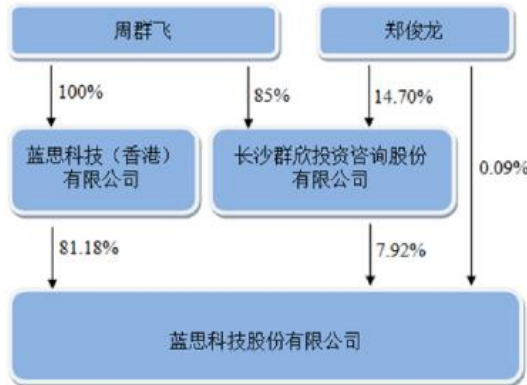 周群飞
郑俊龙
100%
85%
14.70%
蓝思科技（香港）
有限公司
长沙群欣投资咨询股份
有限公司
0.09%
81.18%
7.92%
蓝思科技股份有限公司